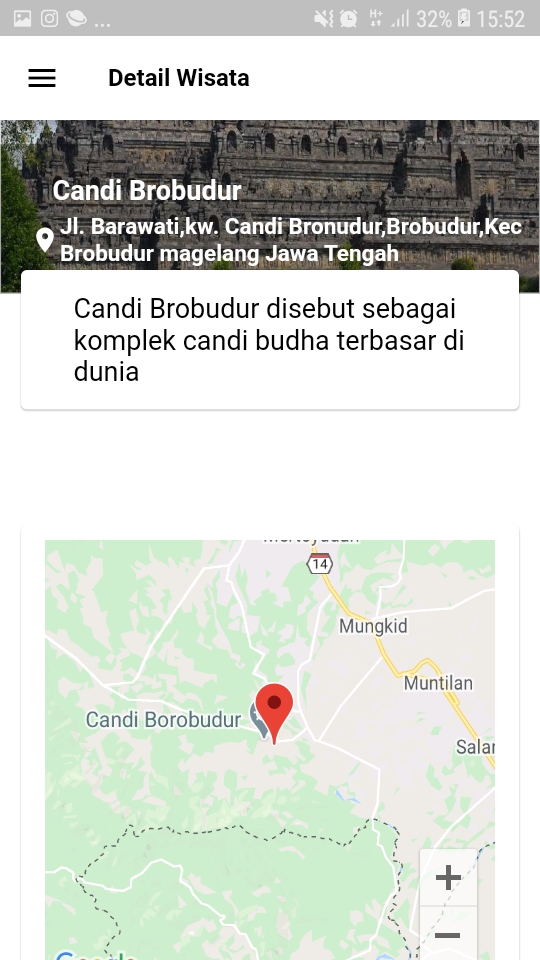 ... 32% 15:52
Detail Wisata
Candi Brobudur
Jl. Barawati,kw. Candi Bronudur,Brobudur,Kec
Brobudur magelang Jawa Tengah
Candi Brobudur disebut sebagai
komplek candi budha terbasar di
dunia
14
Mungkid
Muntilan
Candi Borobudur
Salar
+
−
Google